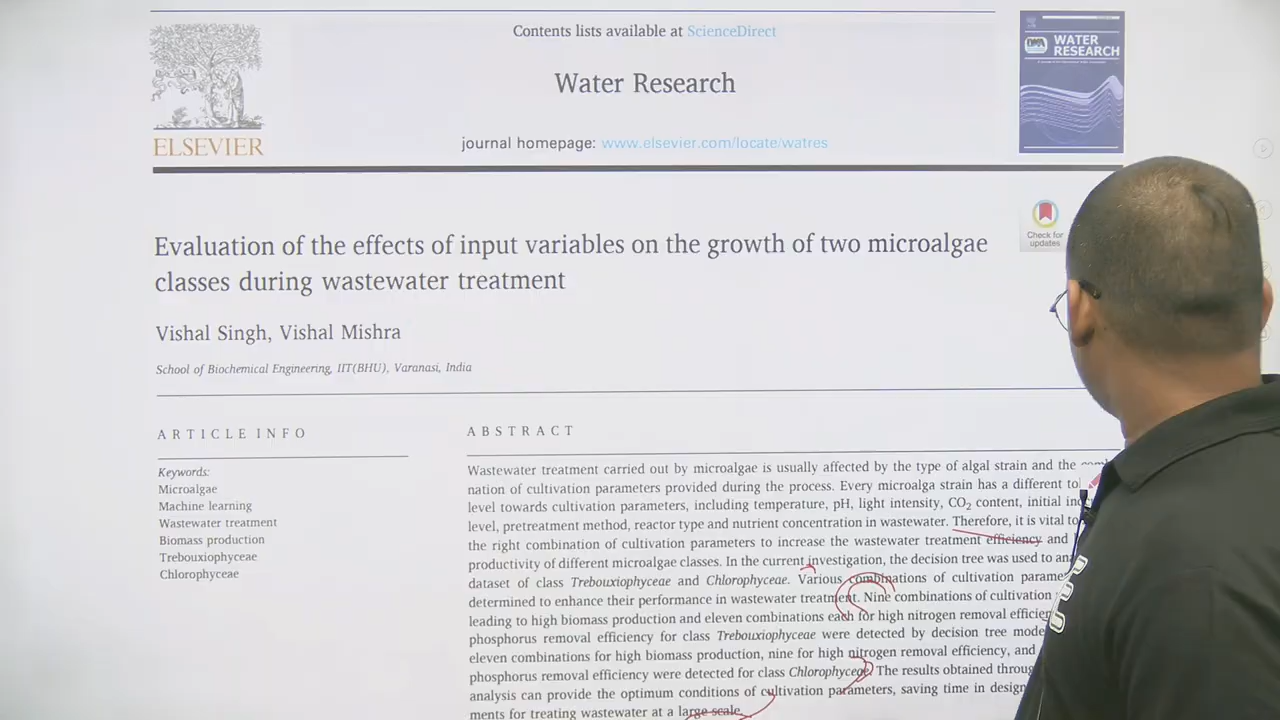 Contents lists available at ScienceDirect
Water Research
journal homepage: www.elsevier.com/locate/watres
ELSEVIER
WATER
RESEARCH
Check for
updates
Evaluation of the effects of input variables on the growth of two microalgae
classes during wastewater treatment
Vishal Singh, Vishal Mishra
School of Biochemical Engineering, IIT(BHU), Varanasi, India
ARTICLE INFO
Keywords:
Microalgae
Machine learning
Wastewater treatment
Biomass production
Trebouxiophyceae
Chlorophyceae
ABSTRACT
Wastewater treatment carried out by microalgae is usually affected by the type of algal strain and the
nation of cultivation parameters provided during the process. Every microalga strain has a different
level towards cultivation parameters, including temperature, pH, light intensity, CO2 content, initial
level, pretreatment method, reactor type and nutrient concentration in wastewater. Therefore, it is vital to
the right combination of cultivation parameters to increase the wastewater treatment efficiency and
productivity of different microalgae classes. In the current investigation, the decision tree was used to
dataset of class Trebouxiophyceae and Chlorophyceae. Various combinations of cultivation
determined to enhance their performance in wastewater treatment. Nine combinations of cultivation
leading to high biomass production and eleven combinations each for high nitrogen removal
phosphorus removal efficiency for class Trebouxiophyceae were detected by decision tree
eleven combinations for high biomass production, nine for high nitrogen removal efficiency, and
phosphorus removal efficiency were detected for class Chlorophyceae. The results obtained
analysis can provide the optimum conditions of cultivation parameters, saving time in
ments for treating wastewater at a large scale.